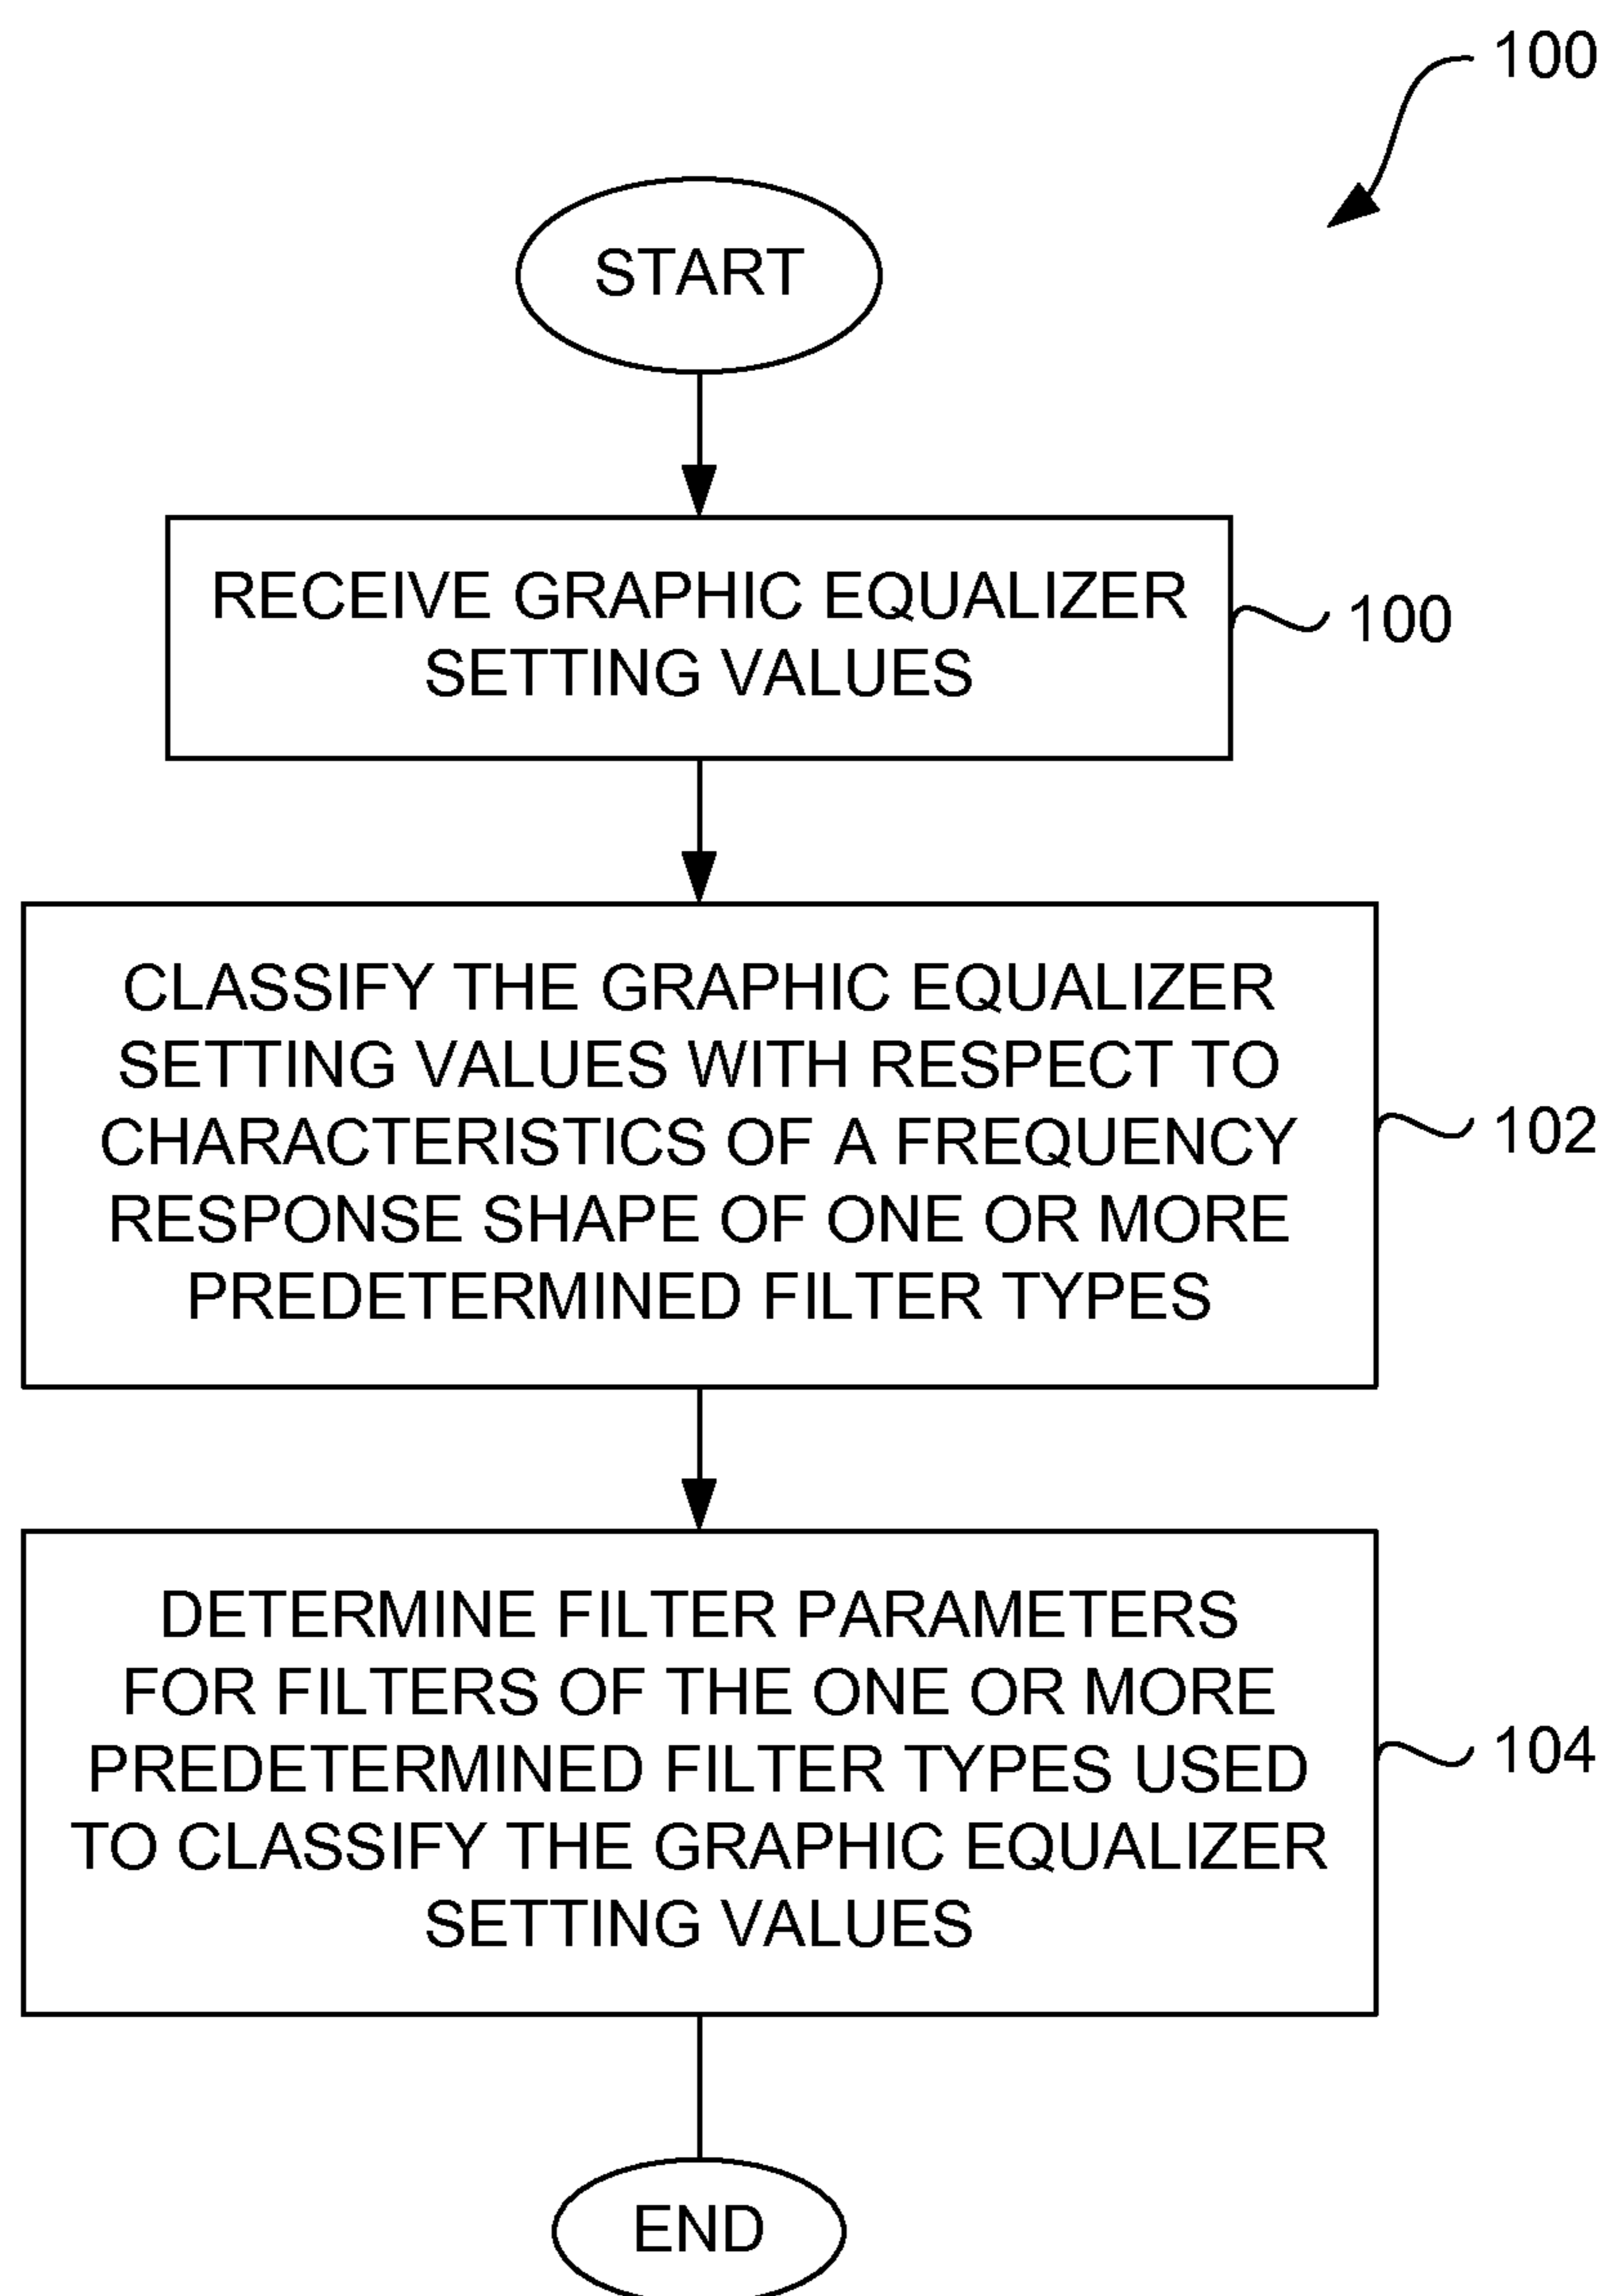 100
START
RECEIVE GRAPHIC EQUALIZER
SETTING VALUES
100
CLASSIFY THE GRAPHIC EQUALIZER
SETTING VALUES WITH RESPECT TO
CHARACTERISTICS OF A FREQUENCY
RESPONSE SHAPE OF ONE OR MORE
PREDETERMINED FILTER TYPES
102
DETERMINE FILTER PARAMETERS
FOR FILTERS OF THE ONE OR MORE
PREDETERMINED FILTER TYPES USED
TO CLASSIFY THE GRAPHIC EQUALIZER
SETTING VALUES
104
END